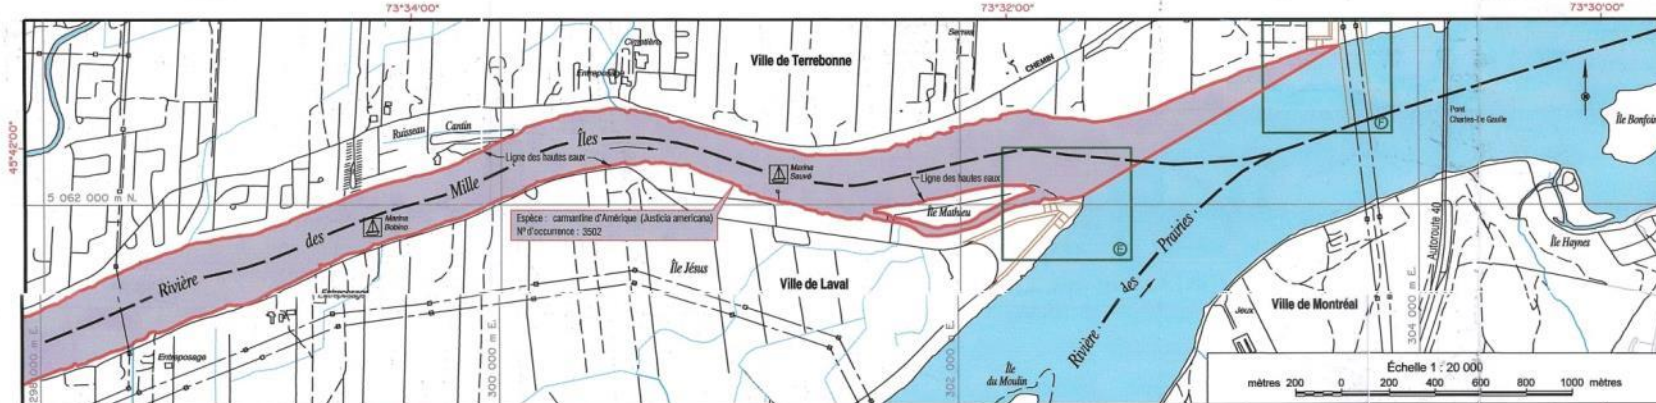 73°34'00"
73°32'00"
73°30'00"
45°42'00"
Cimetière
Entreposage
Ville de Terrebonne
Serres
CHEMIN
Ruisseau Cantin
Îles
Ligne des hautes eaux
Marina
Sauvé
Ligne des hautes eaux
Mille
5 062 000 m N.
Île Mathieu
Marina
Bobino
Espèce : carmantine d'Amérique (Justicia americana)
N° d'occurrence : 3502
des
Rivière
Île Jésus
Ville de Laval
E
F
Pont
Charles-De Gaulle
Île Bonfoin
Île Haynes
Autoroute 40
Rivière des Prairies
Ville de Montréal
Jeux
Entreposage
Île
du Moulin
298 000 m E.
300 000 m E.
302 000 m E.
304 000 m E.
Échelle 1 : 20 000
mètres 200 0 200 400 600 800 1000 mètres